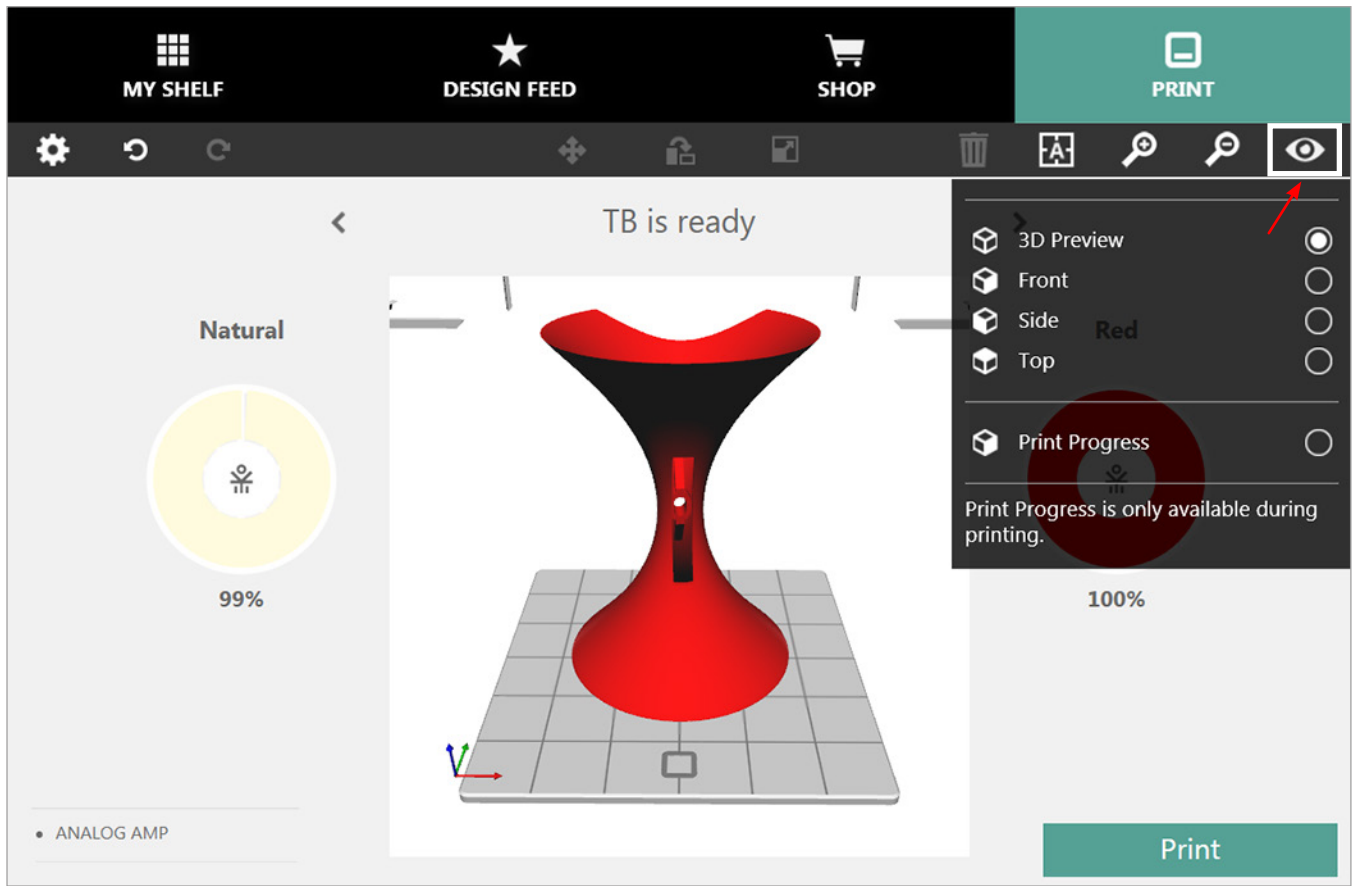 MY SHELF
DESIGN FEED
SHOP
PRINT
A
TB is ready
3D Preview
Front
Side
Top
Print Progress
Print Progress is only available during
printing.
Natural
99%
Red
100%
• ANALOG AMP
Print